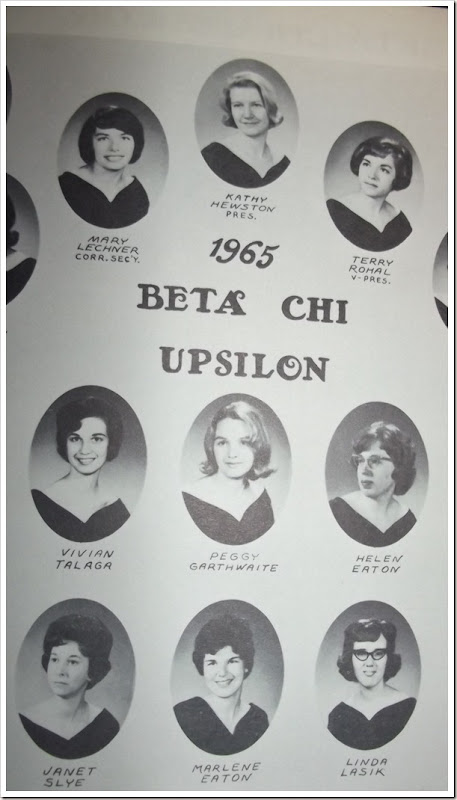 KATHY
HEWSTON
PRES.
MARY
LECHNER
CORR. SEC'Y.
TERRY
ROHAL
V-PRES.
1965
BETA CHI
UPSILON
VIVIAN
TALAGA
PEGGY
GARTHWAITE
HELEN
EATON
JANET
SLYE
MARLENE
EATON
LINDA
LASIK